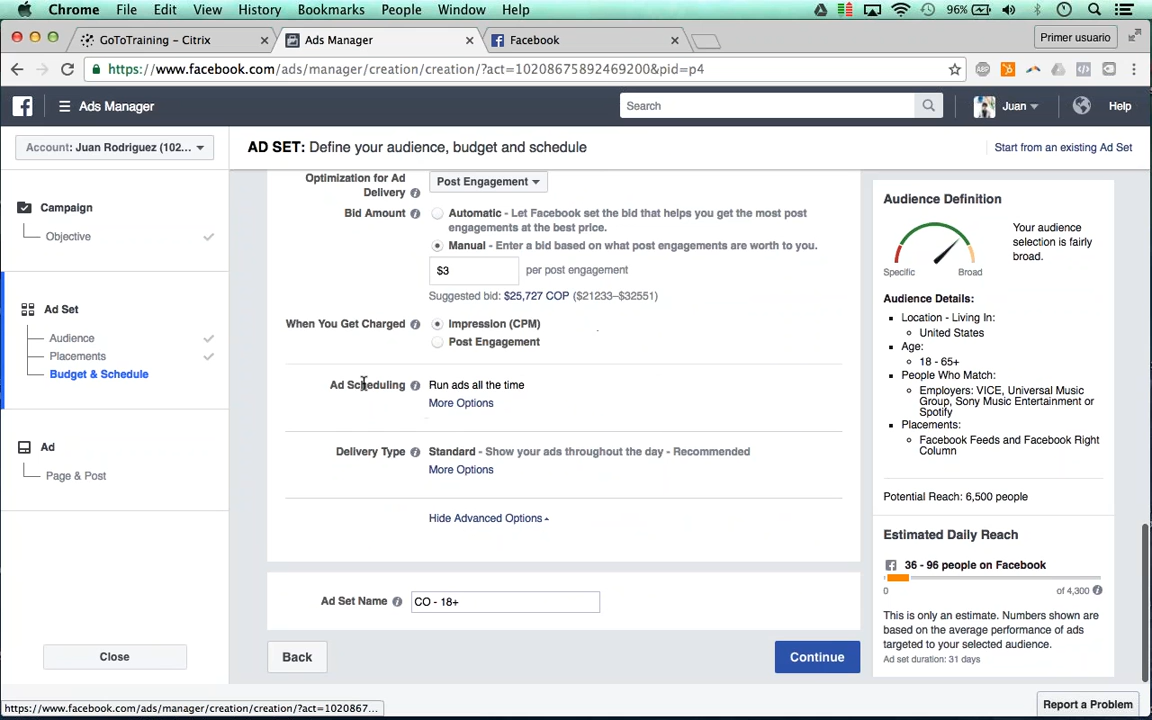 Chrome File Edit View History Bookmarks People Window Help 96%
GoToTraining - Citrix × Ads Manager × Facebook × Primer usuario
https://www.facebook.com/ads/manager/creation/creation/?act=10208675892469200&pid=p4 ABP
Ads Manager Search Juan Help
Account: Juan Rodriguez (102...
AD SET: Define your audience, budget and schedule
Start from an existing Ad Set
Campaign
Objective
Ad Set
Audience
Placements
Budget & Schedule
Ad
Page & Post
Close
Optimization for Ad
Delivery
Post Engagement
Bid Amount
Automatic - Let Facebook set the bid that helps you get the most post
engagements at the best price.
Manual - Enter a bid based on what post engagements are worth to you.
$3 per post engagement
Suggested bid: $25,727 COP ($21233–$32551)
When You Get Charged
Impression (CPM)
Post Engagement
Ad Scheduling
Run ads all the time
More Options
Delivery Type
Standard - Show your ads throughout the day - Recommended
More Options
Hide Advanced Options
Ad Set Name CO - 18+
Back Continue
Audience Definition
Specific Broad
Your audience
selection is fairly
broad.
Audience Details:
Location - Living In:
United States
Age:
18 - 65+
People Who Match:
Employers: VICE, Universal Music
Group, Sony Music Entertainment or
Spotify
Placements:
Facebook Feeds and Facebook Right
Column
Potential Reach: 6,500 people
Estimated Daily Reach
36 - 96 people on Facebook
0 of 4,300
This is only an estimate. Numbers shown are
based on the average performance of ads
targeted to your selected audience.
Ad set duration: 31 days
https://www.facebook.com/ads/manager/creation/creation/?act=1020867...
Report a Problem